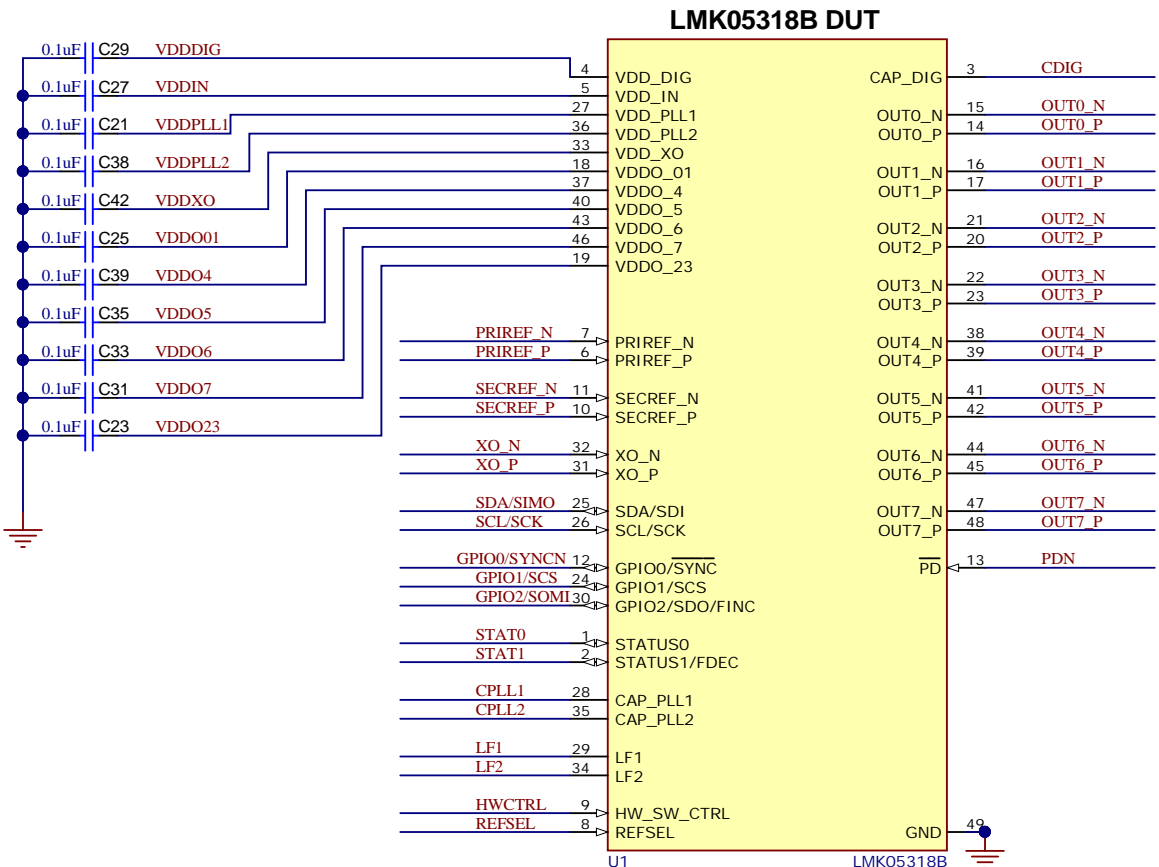 LMK05318B DUT
0.1uF C29 VDDDIG
0.1uF C27 VDDIN
0.1uF C21 VDDPLL1
0.1uF C38 VDDPLL2
0.1uF C42 VDDXO
0.1uF C25 VDDO01
0.1uF C39 VDDO4
0.1uF C35 VDDO5
0.1uF C33 VDDO6
0.1uF C31 VDDO7
0.1uF C23 VDDO23
4 VDD_DIG
5 VDD_IN
27 VDD_PLL1
36 VDD_PLL2
33 VDD_XO
18 VDDO_01
37 VDDO_4
40 VDDO_5
43 VDDO_6
46 VDDO_7
19 VDDO_23
PRIREF_N 7 PRIREF_N
PRIREF_P 6 PRIREF_P
SECREF_N 11 SECREF_N
SECREF_P 10 SECREF_P
XO_N 32 XO_N
XO_P 31 XO_P
SDA/SIMO 25 SDA/SDI
SCL/SCK 26 SCL/SCK
GPIO0/SYNCN 12 GPIO0/SYNC
GPIO1/SCS 24 GPIO1/SCS
GPIO2/SOMI 30 GPIO2/SDO/FINC
STAT0 1 STATUS0
STAT1 2 STATUS1/FDEC
CPLL1 28 CAP_PLL1
CPLL2 35 CAP_PLL2
LF1 29 LF1
LF2 34 LF2
HWCTRL 9 HW_SW_CTRL
REFSEL 8 REFSEL
CAP_DIG 3 CDIG
OUT0_N 15 OUT0_N
OUT0_P 14 OUT0_P
OUT1_N 16 OUT1_N
OUT1_P 17 OUT1_P
OUT2_N 21 OUT2_N
OUT2_P 20 OUT2_P
OUT3_N 22 OUT3_N
OUT3_P 23 OUT3_P
OUT4_N 38 OUT4_N
OUT4_P 39 OUT4_P
OUT5_N 41 OUT5_N
OUT5_P 42 OUT5_P
OUT6_N 44 OUT6_N
OUT6_P 45 OUT6_P
OUT7_N 47 OUT7_N
OUT7_P 48 OUT7_P
PD 13 PDN
GND 49
U1 LMK05318B